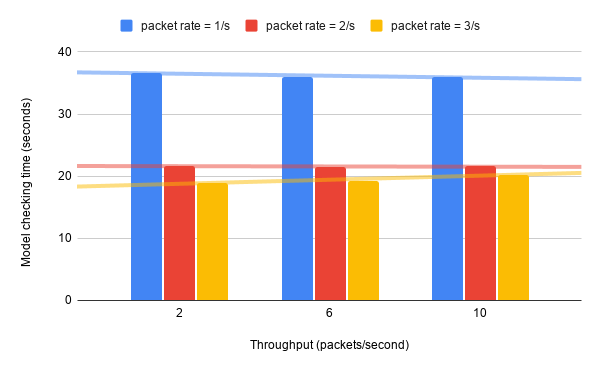 packet rate = 1/s packet rate = 2/s packet rate = 3/s
40
30
20
10
0
Model checking time (seconds)
2 6 10
Throughput (packets/second)